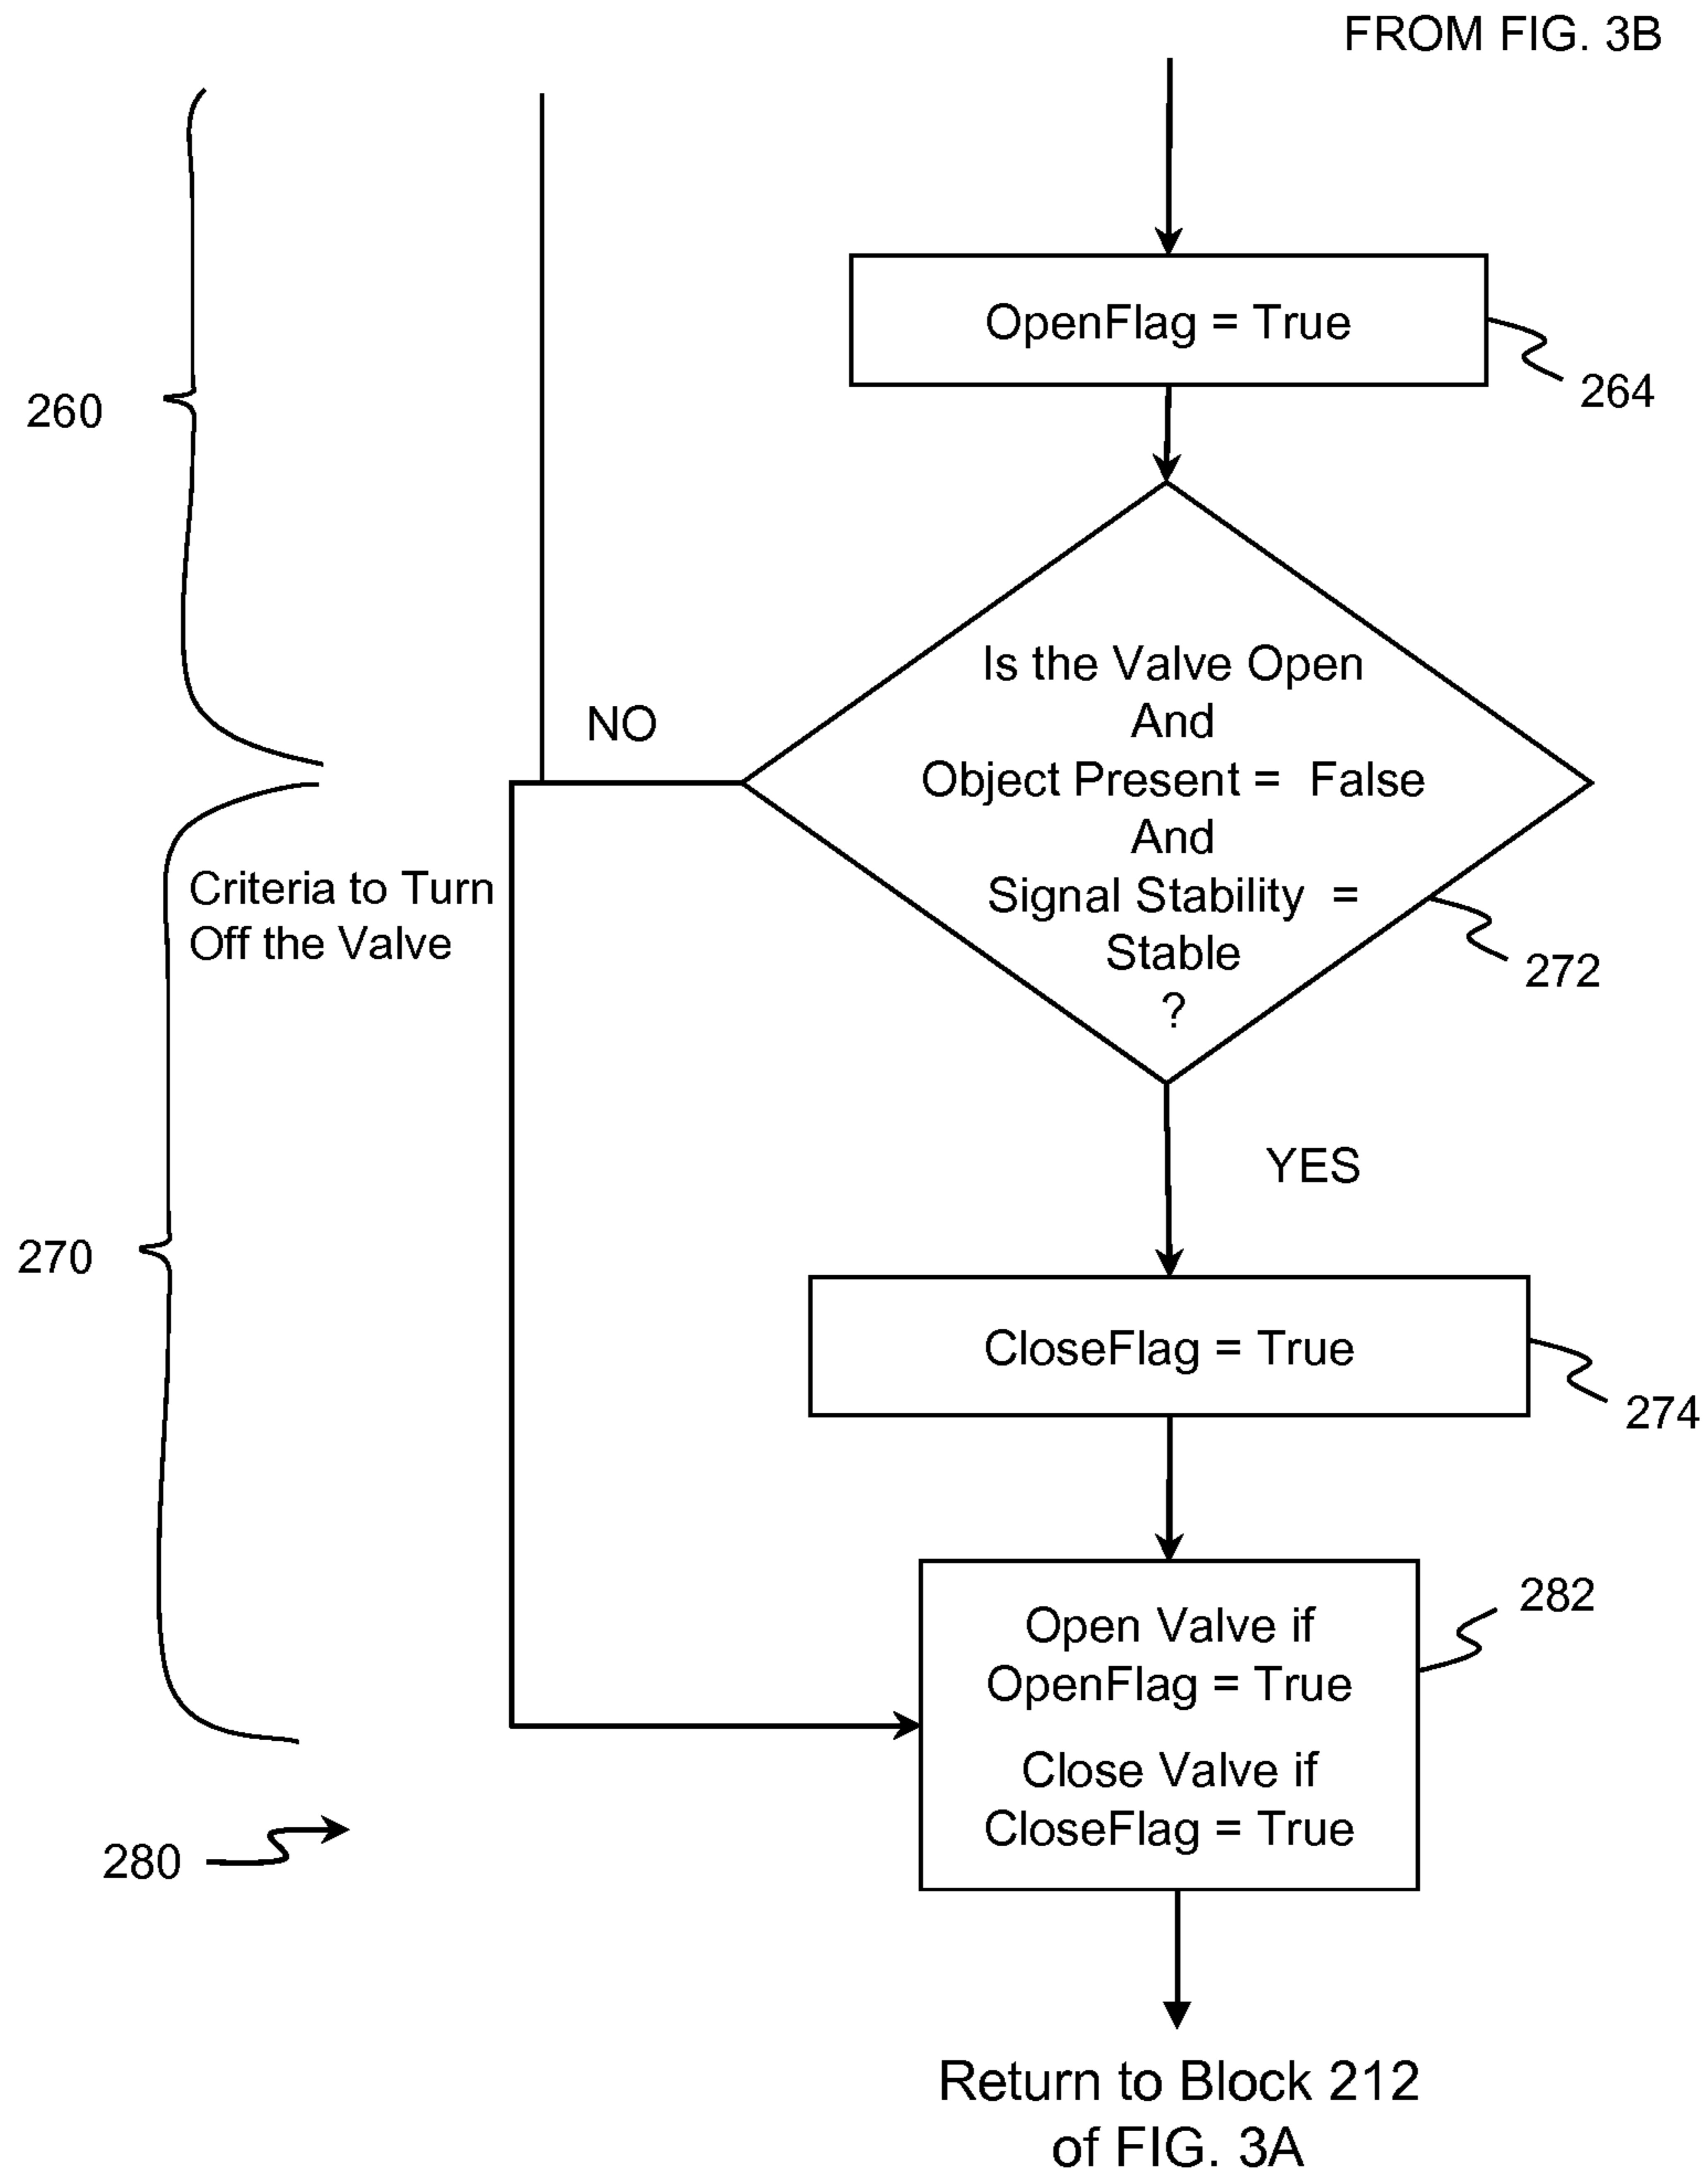 FROM FIG. 3B
OpenFlag = True
264
260
Is the Valve Open
And
Object Present = False
And
Signal Stability =
Stable
?
NO
272
Criteria to Turn
Off the Valve
YES
270
CloseFlag = True
274
282
Open Valve if
OpenFlag = True
Close Valve if
CloseFlag = True
280
Return to Block 212
of FIG. 3A